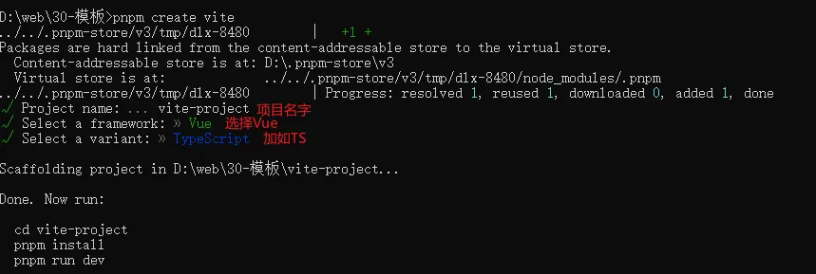 D:\web\30-模板>pnpm create vite
../../.pnpm-store/v3/tmp/dlx-8480 | +1 +
Packages are hard linked from the content-addressable store to the virtual store.
Content-addressable store is at: D:\.pnpm-store\v3
Virtual store is at: ../../.pnpm-store/v3/tmp/dlx-8480/node_modules/.pnpm
../../.pnpm-store/v3/tmp/dlx-8480 | Progress: resolved 1, reused 1, downloaded 0, added 1, done
√ Project name: ... vite-project 项目名字
√ Select a framework: » Vue 选择Vue
√ Select a variant: » TypeScript 加如TS
Scaffolding project in D:\web\30-模板\vite-project...
Done. Now run:
cd vite-project
pnpm install
pnpm run dev